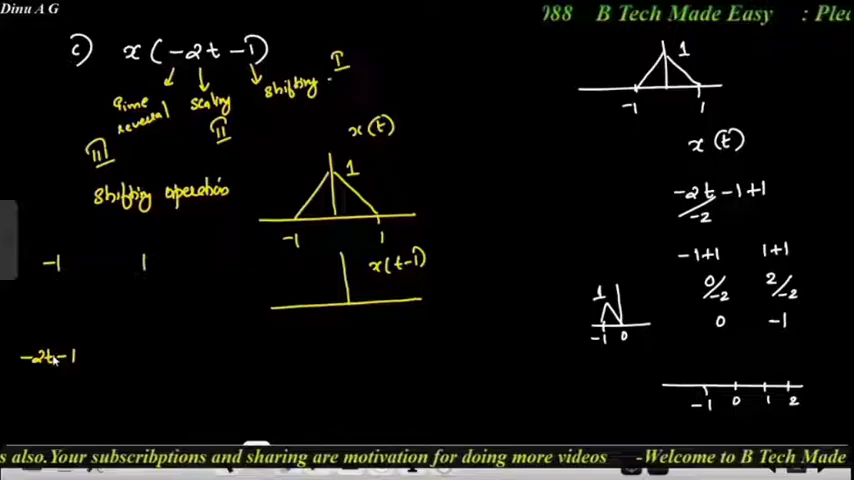 Dinu A G
088 B Tech Made Easy : Plea
c) x(-2t-1)
Time reversal
scaling
shifting. I
II
III
shifting operation
x(t)
1
-1 1
x(t-1)
-1 1
-2t-1
1
-1 1
x(t)
-2t-1+1
-2
-1+1 1+1
0/-2 2/-2
0 -1
1
-1 0
-1 0 1 2
s also.Your subscribptions and sharing are motivation for doing more videos -Welcome to B Tech Made